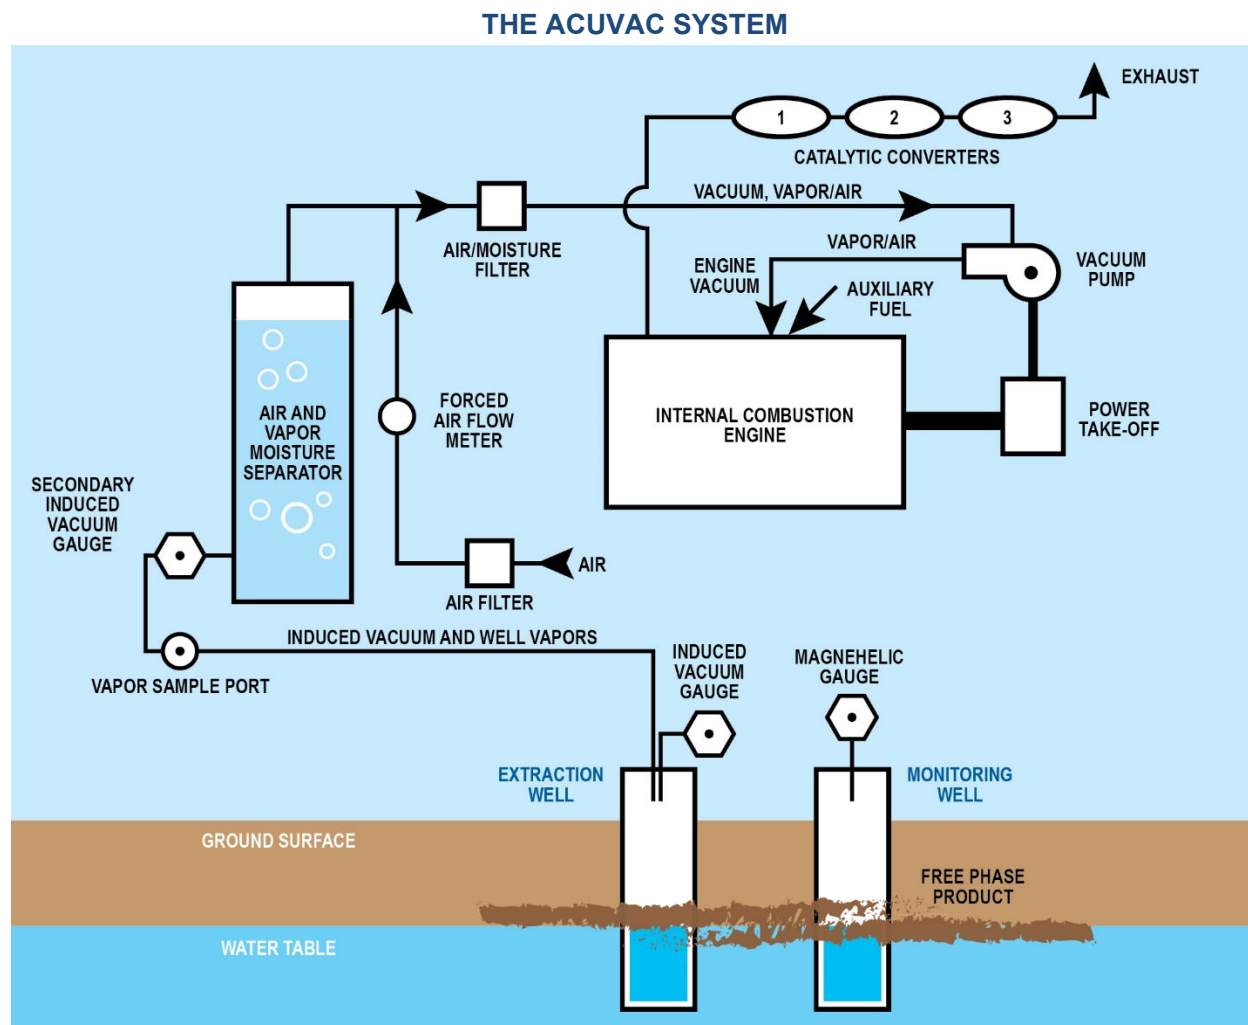 THE ACUVAC SYSTEM
EXHAUST
1
2
3
CATALYTIC CONVERTERS
VACUUM, VAPOR/AIR
AIR/MOISTURE
FILTER
VAPOR/AIR
ENGINE
VACUUM
AUXILIARY
FUEL
VACUUM
PUMP
FORCED
AIR FLOW
METER
AIR AND
VAPOR
MOISTURE
SEPARATOR
INTERNAL COMBUSTION
ENGINE
POWER
TAKE-OFF
SECONDARY
INDUCED
VACUUM
GAUGE
AIR
AIR FILTER
INDUCED VACUUM AND WELL VAPORS
VAPOR SAMPLE PORT
INDUCED
VACUUM
GAUGE
MAGNEHELIC
GAUGE
EXTRACTION
WELL
MONITORING
WELL
GROUND SURFACE
FREE PHASE
PRODUCT
WATER TABLE